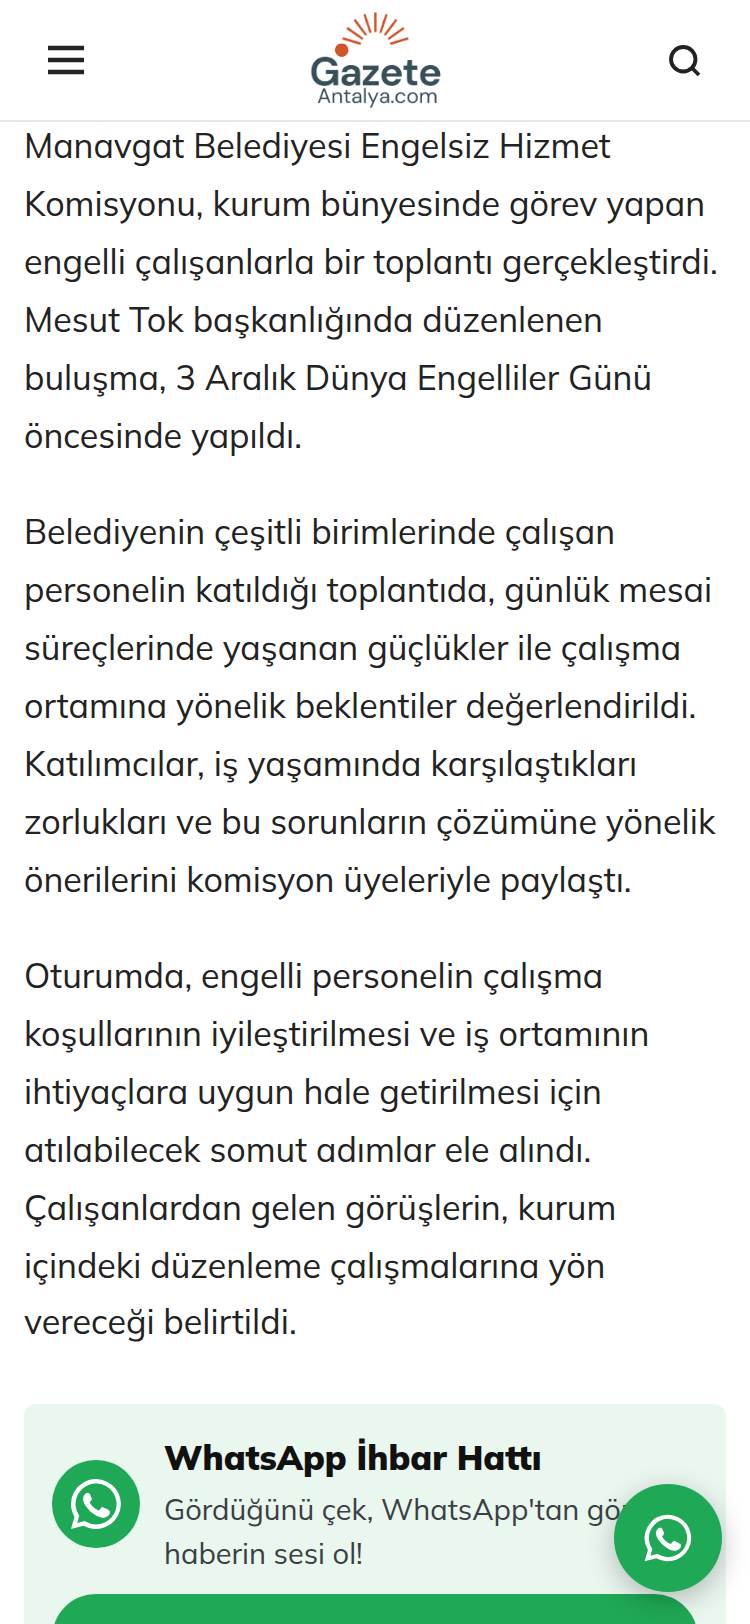 Gazete
Antalya.com
Manavgat Belediyesi Engelsiz Hizmet
Komisyonu, kurum bünyesinde görev yapan
engelli çalışanlarla bir toplantı gerçekleştirdi.
Mesut Tok başkanlığında düzenlenen
buluşma, 3 Aralık Dünya Engelliler Günü
öncesinde yapıldı.
Belediyenin çeşitli birimlerinde çalışan
personelin katıldığı toplantıda, günlük mesai
süreçlerinde yaşanan güçlükler ile çalışma
ortamına yönelik beklentiler değerlendirildi.
Katılımcılar, iş yaşamında karşılaştıkları
zorlukları ve bu sorunların çözümüne yönelik
önerilerini komisyon üyeleriyle paylaştı.
Oturumda, engelli personelin çalışma
koşullarının iyileştirilmesi ve iş ortamının
ihtiyaçlara uygun hale getirilmesi için
atılabilecek somut adımlar ele alındı.
Çalışanlardan gelen görüşlerin, kurum
içindeki düzenleme çalışmalarına yön
vereceği belirtildi.
WhatsApp İhbar Hattı
Gördüğünü çek, WhatsApp'tan
haberin sesi ol!